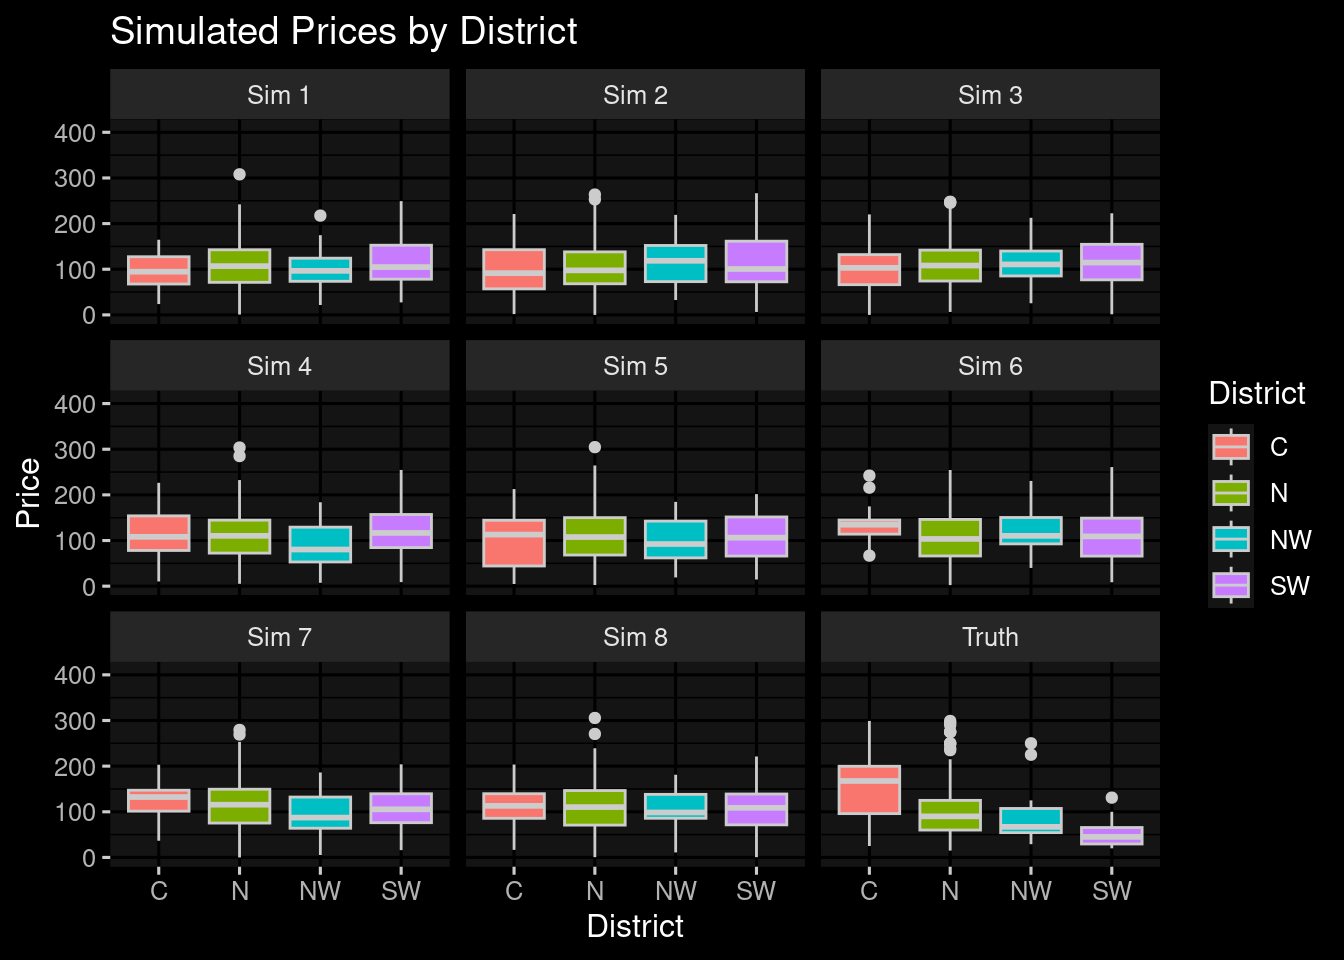 Simulated Prices by District
Sim 1 Sim 2 Sim 3
400
300
200
100
0
Sim 4 Sim 5 Sim 6
400
300
200
100
0
Sim 7 Sim 8 Truth
400
300
200
100
0
C N NW SW C N NW SW C N NW SW
District
Price
District
C
N
NW
SW